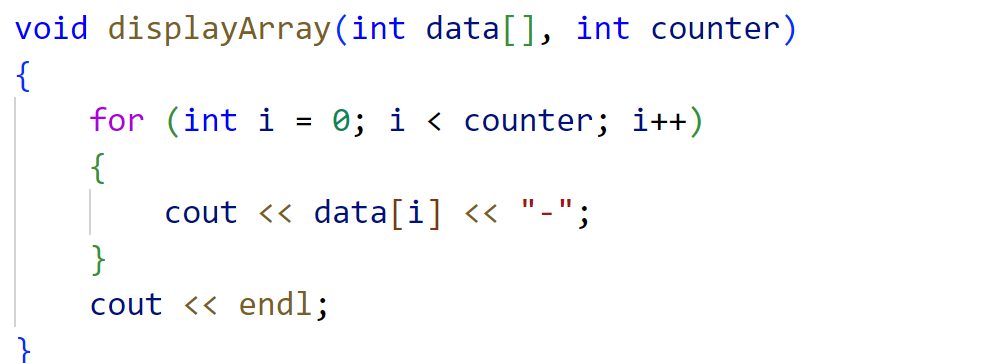 void displayArray(int data[], int counter)
{
    for (int i = 0; i < counter; i++)
    {
        cout << data[i] << "-";
    }
    cout << endl;
}